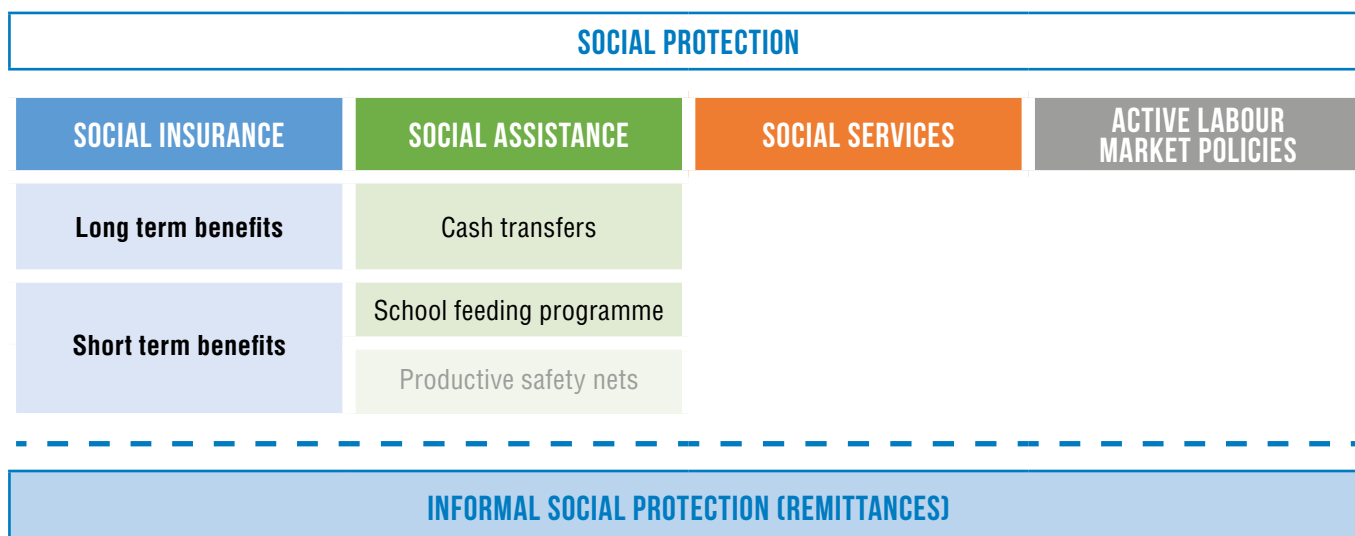 SOCIAL PROTECTION
SOCIAL INSURANCE
SOCIAL ASSISTANCE
SOCIAL SERVICES
ACTIVE LABOUR
MARKET POLICIES
Long term benefits
Cash transfers
Short term benefits
School feeding programme
Productive safety nets
INFORMAL SOCIAL PROTECTION (REMITTANCES)